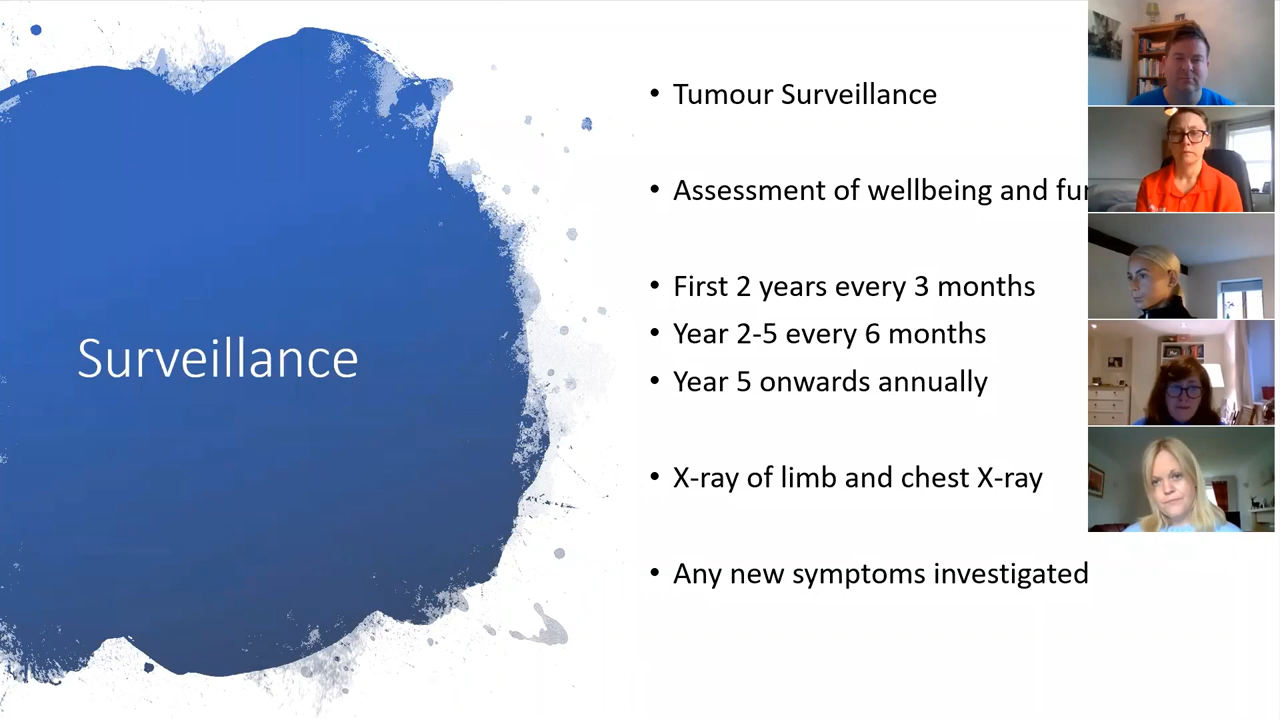 Surveillance
• Tumour Surveillance
• Assessment of wellbeing and
• First 2 years every 3 months
• Year 2-5 every 6 months
• Year 5 onwards annually
• X-ray of limb and chest X-ray
• Any new symptoms investigated